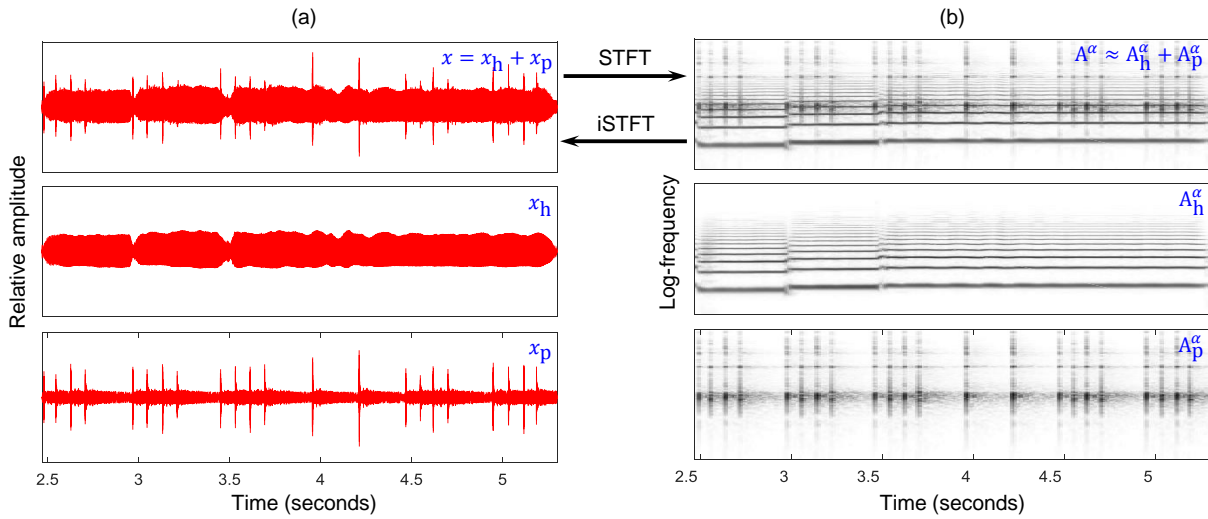 (a)
x = x_h + x_p
Relative amplitude
x_h
x_p
2.5 3 3.5 4 4.5 5
Time (seconds)
STFT
iSTFT
(b)
A^α ≈ A_h^α + A_p^α
Log-frequency
A_h^α
A_p^α
2.5 3 3.5 4 4.5 5
Time (seconds)